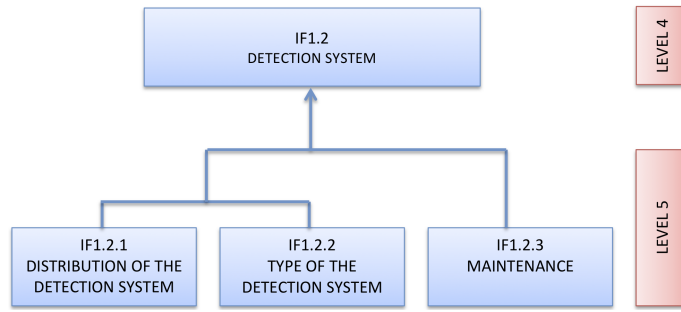 IF1.2
DETECTION SYSTEM
LEVEL 4
IF1.2.1
DISTRIBUTION OF THE
DETECTION SYSTEM
IF1.2.2
TYPE OF THE
DETECTION SYSTEM
IF1.2.3
MAINTENANCE
LEVEL 5